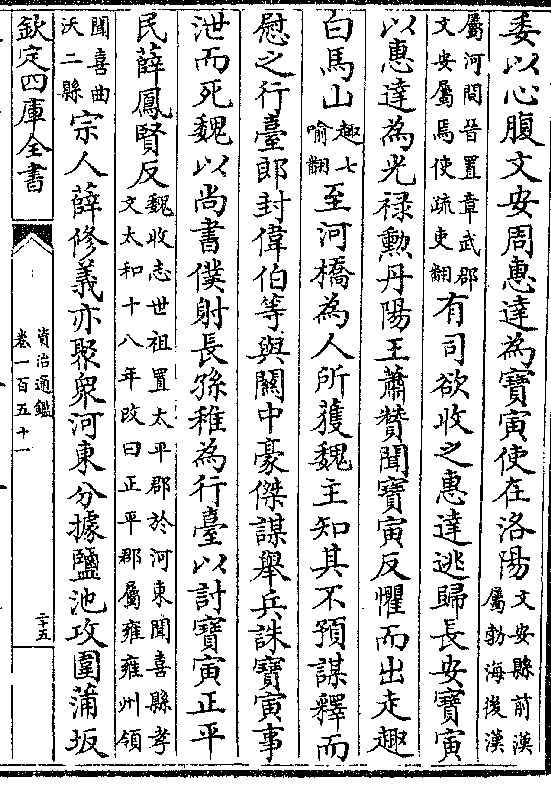 委以心腹文安周惠達為寶寅使在洛陽文安縣前漢屬勃海後漢
屬河間晉置章武郡文安屬焉使疏吏翻有司欲收之惠達逃歸長安寶寅
以惠達為光禄勲丹陽王蕭贊聞寶寅反懼而出走趣
白馬山趣七喻翻至河橋為人所獲魏主知其不預謀釋而
慰之行臺郎封偉伯等與關中豪傑謀舉兵誅寶寅事
泄而死魏以尚書僕射長孫稚為行臺以討寶寅正平
民薛鳳賢反魏收志世祖置太平郡於河東聞喜縣孝文太和十八年改曰正平郡屬雍雍州領
聞喜曲沃二縣宗人薛修義亦聚衆河東分據鹽池攻圍蒲坂
欽定四庫全書
資治通鑑
卷一百五十一
二十五